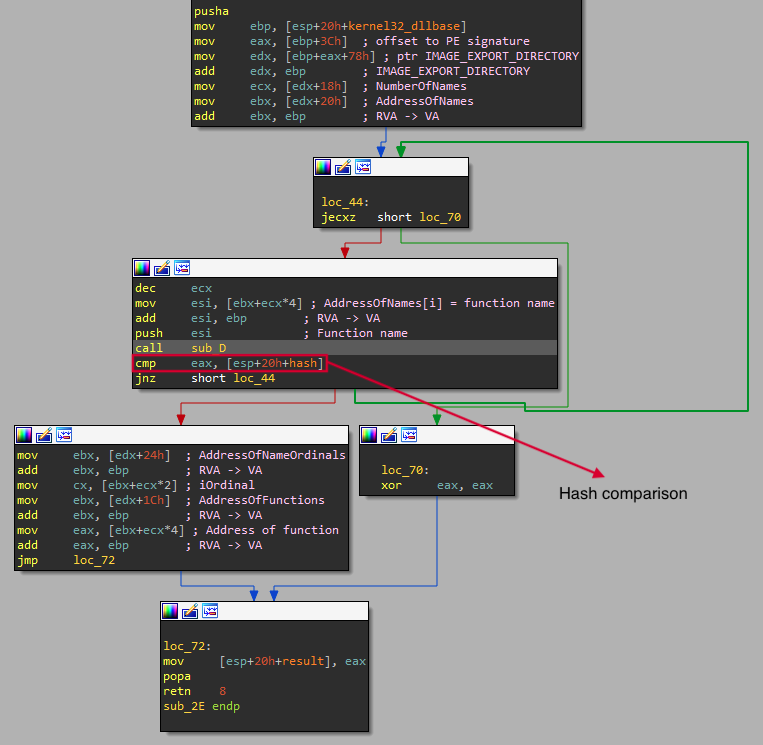 pusha
mov ebp, [esp+20h+kernel32_dllbase]
mov eax, [ebp+3Ch] ; offset to PE signature
mov edx, [ebp+eax+78h] ; ptr IMAGE_EXPORT_DIRECTORY
add edx, ebp ; IMAGE_EXPORT_DIRECTORY
mov ecx, [edx+18h] ; NumberOfNames
mov ebx, [edx+20h] ; AddressOfNames
add ebx, ebp ; RVA -> VA
loc_44:
jecxz short loc_70
dec ecx
mov esi, [ebx+ecx*4] ; AddressOfNames[i] = function name
add esi, ebp ; RVA -> VA
push esi ; Function name
call sub_D
cmp eax, [esp+20h+hash]
jnz short loc_44
mov ebx, [edx+24h] ; AddressOfNameOrdinals
add ebx, ebp ; RVA -> VA
mov cx, [ebx+ecx*2] ; iOrdinal
mov ebx, [edx+1Ch] ; AddressOfFunctions
add ebx, ebp ; RVA -> VA
mov eax, [ebx+ecx*4] ; Address of function
add eax, ebp ; RVA -> VA
jmp loc_72
loc_70:
xor eax, eax
Hash comparison
loc_72:
mov [esp+20h+result], eax
popa
retn 8
sub_2E endp